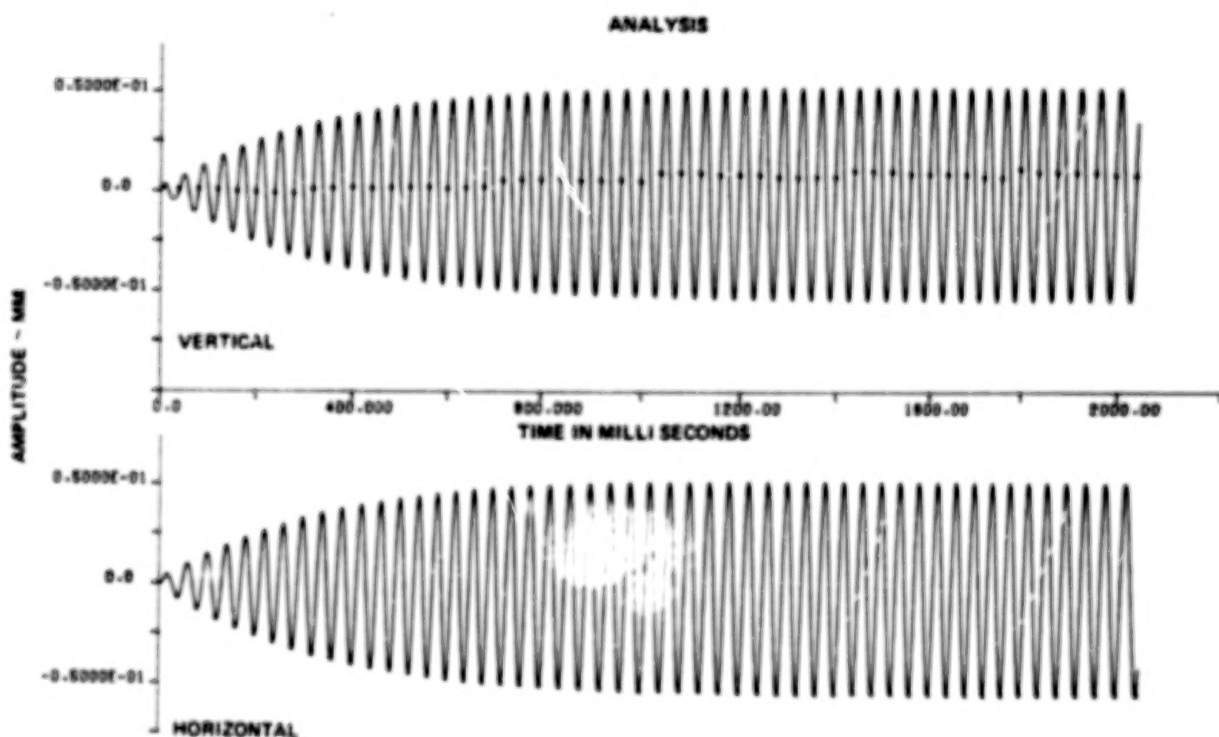 ANALYSIS
0.5000E-01
0.0
-0.5000E-01
AMPLITUDE ~ MM
VERTICAL
0.0 400.000 800.000 1200.00 1600.00 2000.00
TIME IN MILLI SECONDS
0.5000E-01
0.0
-0.5000E-01
HORIZONTAL